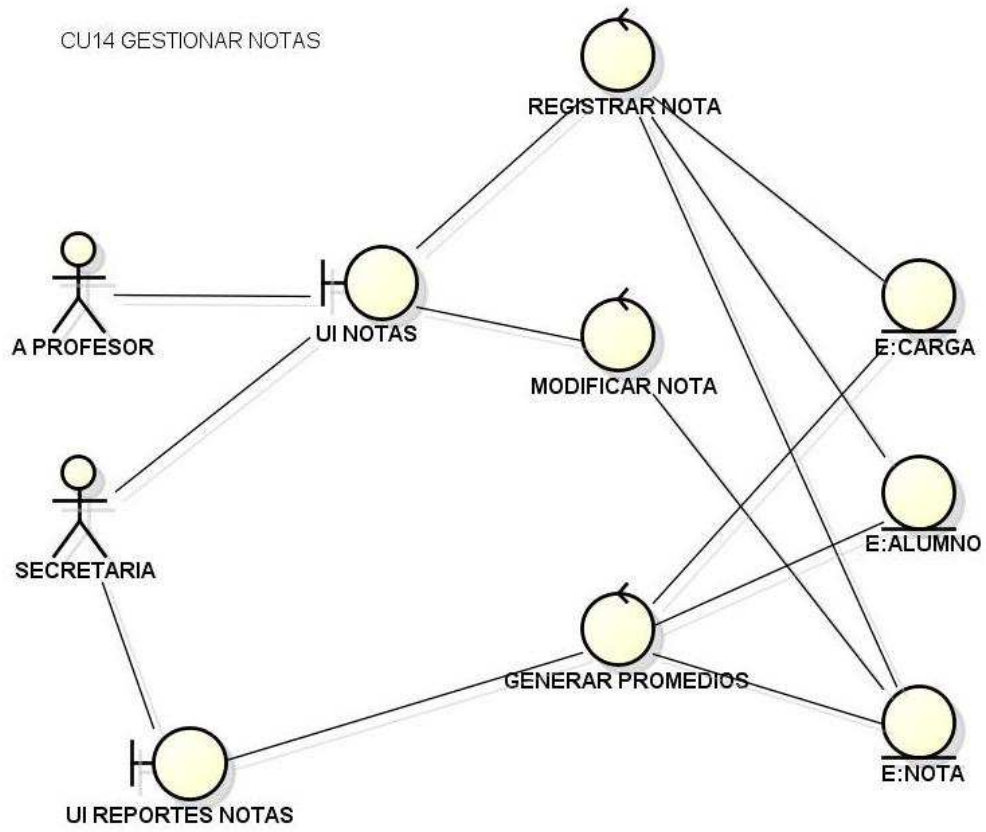 CU14 GESTIONAR NOTAS
REGISTRAR NOTA
A PROFESOR
UI NOTAS
E:CARGA
MODIFICAR NOTA
SECRETARIA
E:ALUMNO
GENERAR PROMEDIOS
E:NOTA
UI REPORTES NOTAS